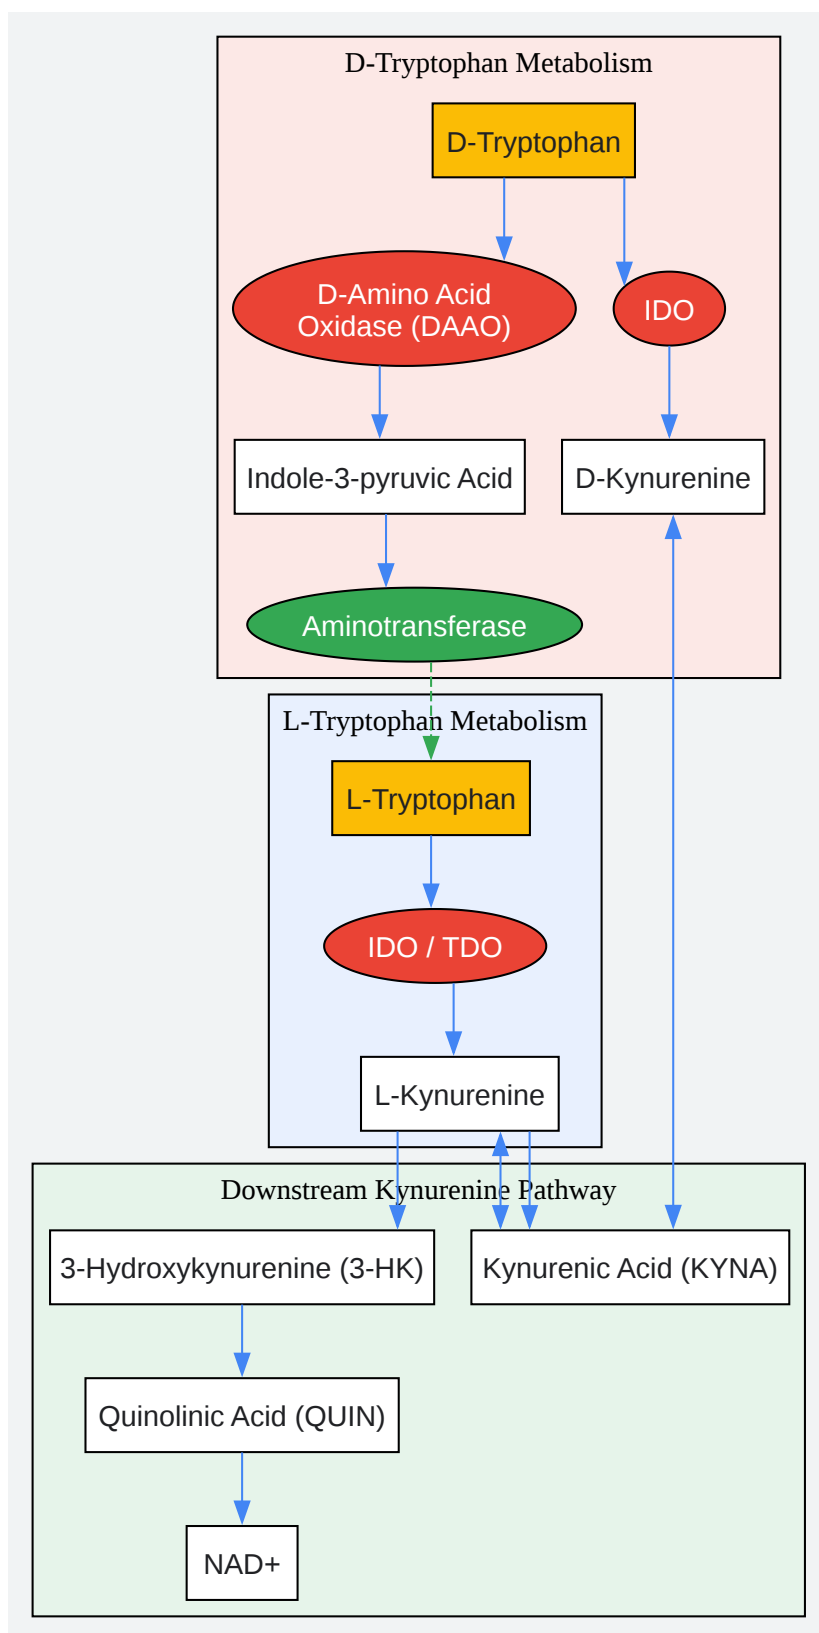 D-Tryptophan Metabolism
D-Tryptophan
D-Amino Acid
Oxidase (DAAO)
IDO
Indole-3-pyruvic Acid
D-Kynurenine
Aminotransferase
L-Tryptophan Metabolism
L-Tryptophan
IDO / TDO
L-Kynurenine
Downstream Kynurenine Pathway
3-Hydroxykynurenine (3-HK)
Kynurenic Acid (KYNA)
Quinolinic Acid (QUIN)
NAD+